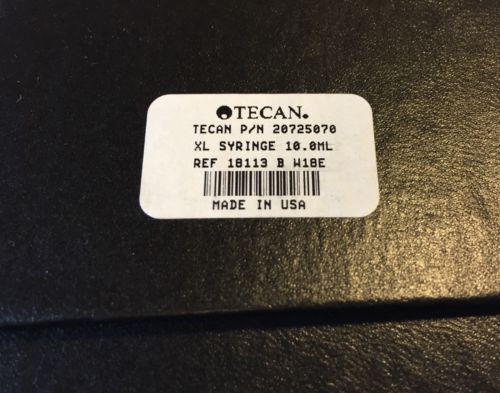 TECAN.
TECAN P/N 20725070
XL SYRINGE 10.0ML
REF 18113 B W18E
MADE IN USA